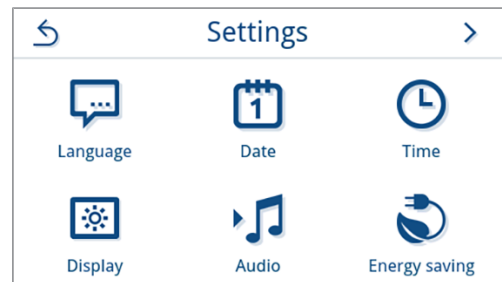 Settings
...
1
Language
Date
Time
Display
Audio
Energy saving